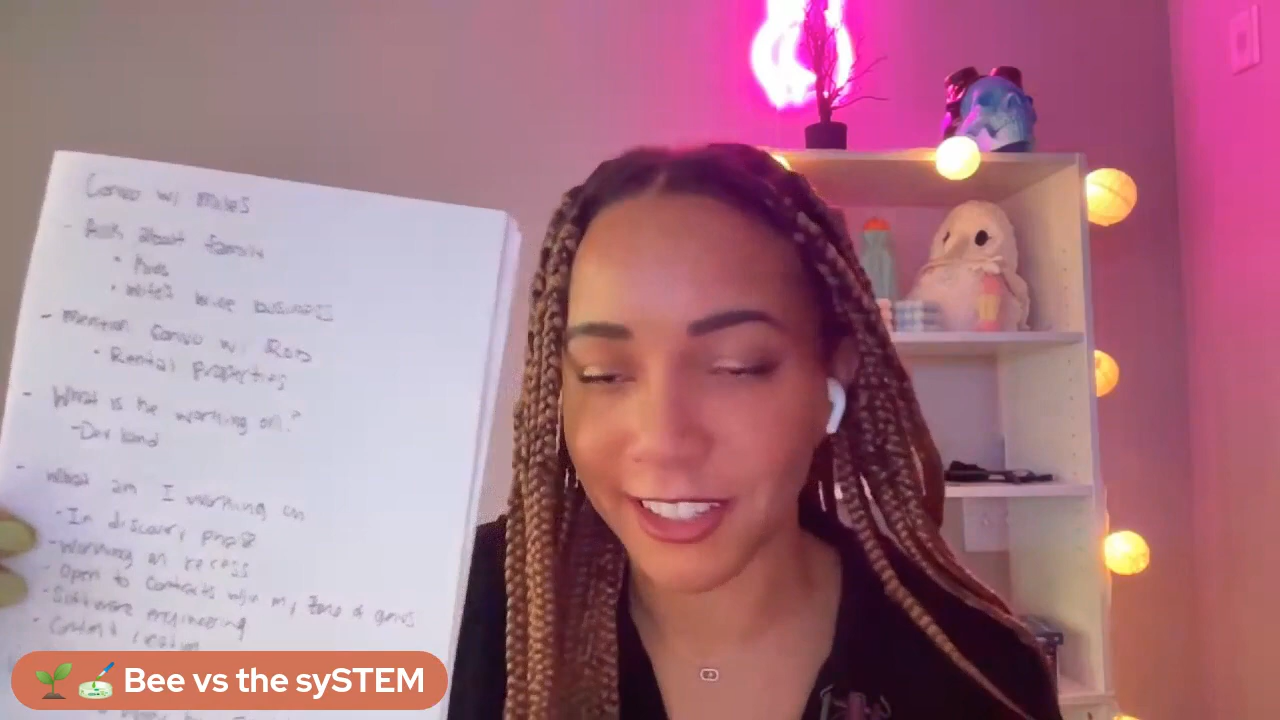 Convo w/ Miles
- Ask about family
• Kids
• Wife's wine business
- Mention convo w/ Rob
• Rental properties
- What is he working on?
- Dev land
- What am I working on
- In discovery phase
- Working on recess
- Open to contracts w/in my zone of genius
- Software engineering
- Content creation
Bee vs the sySTEM